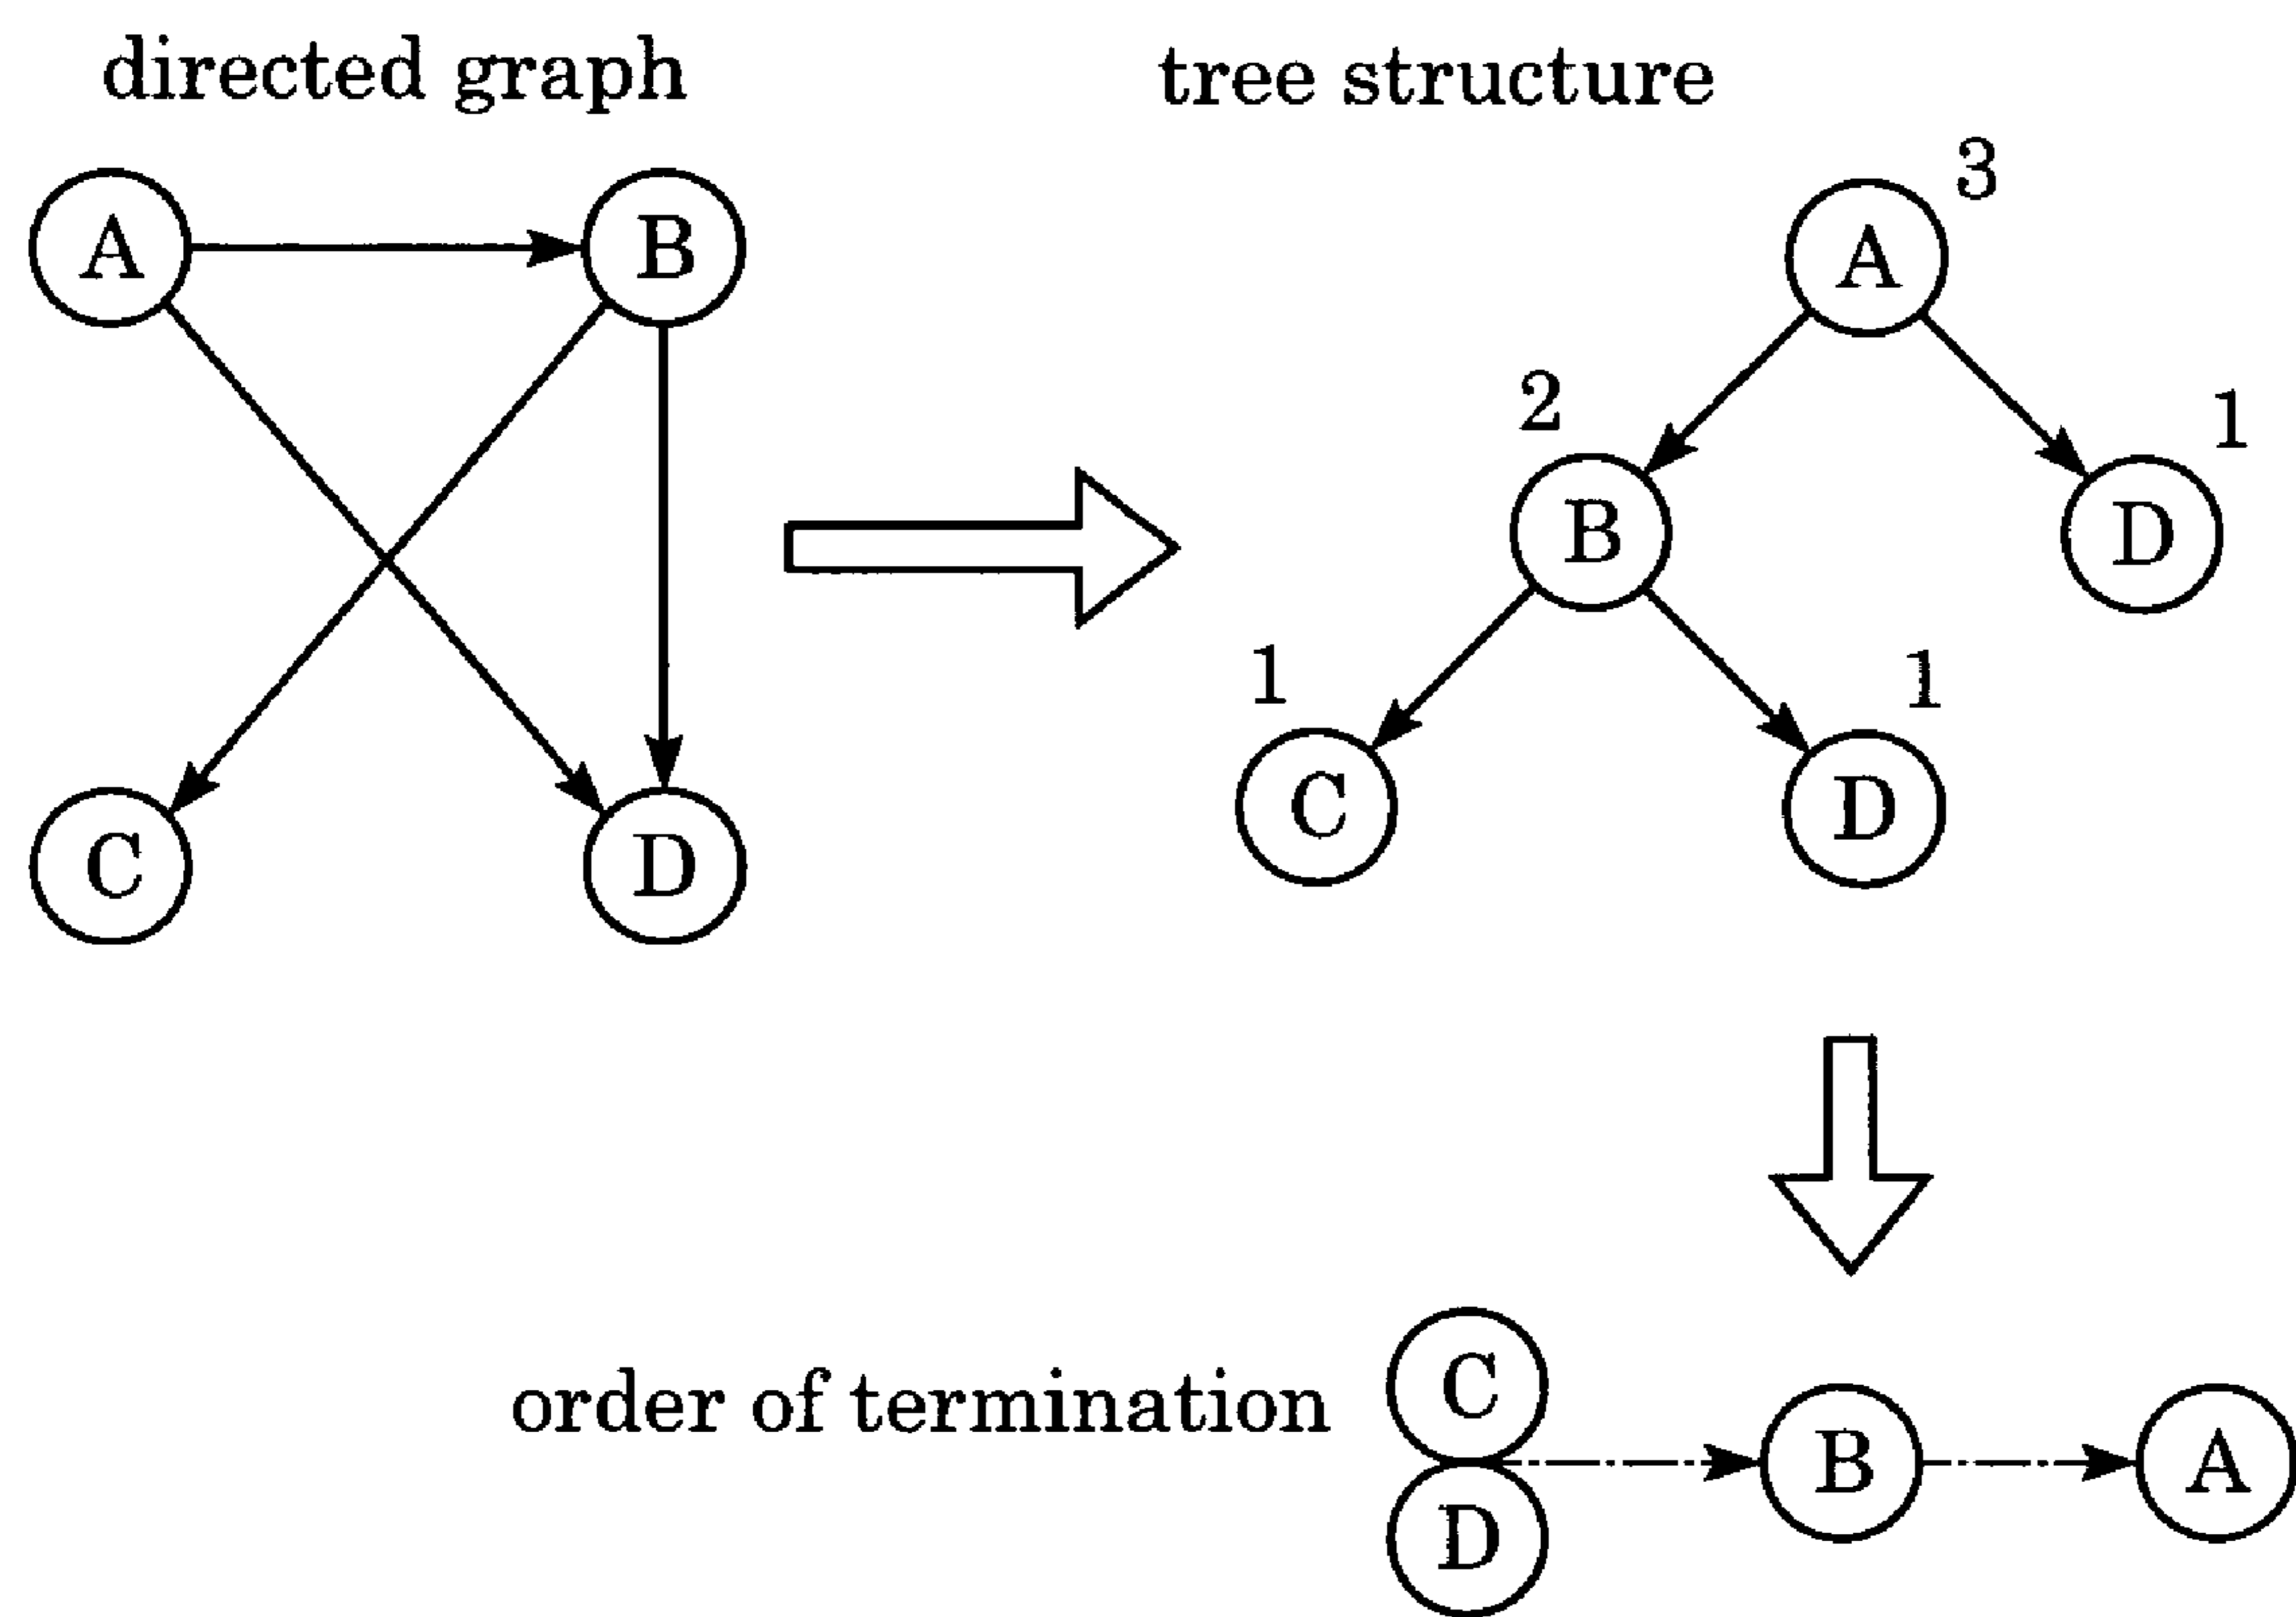 directed graph
tree structure
A
B
C
D
3
A
2
B
1
D
1
C
1
D
order of termination
C
D
B
A